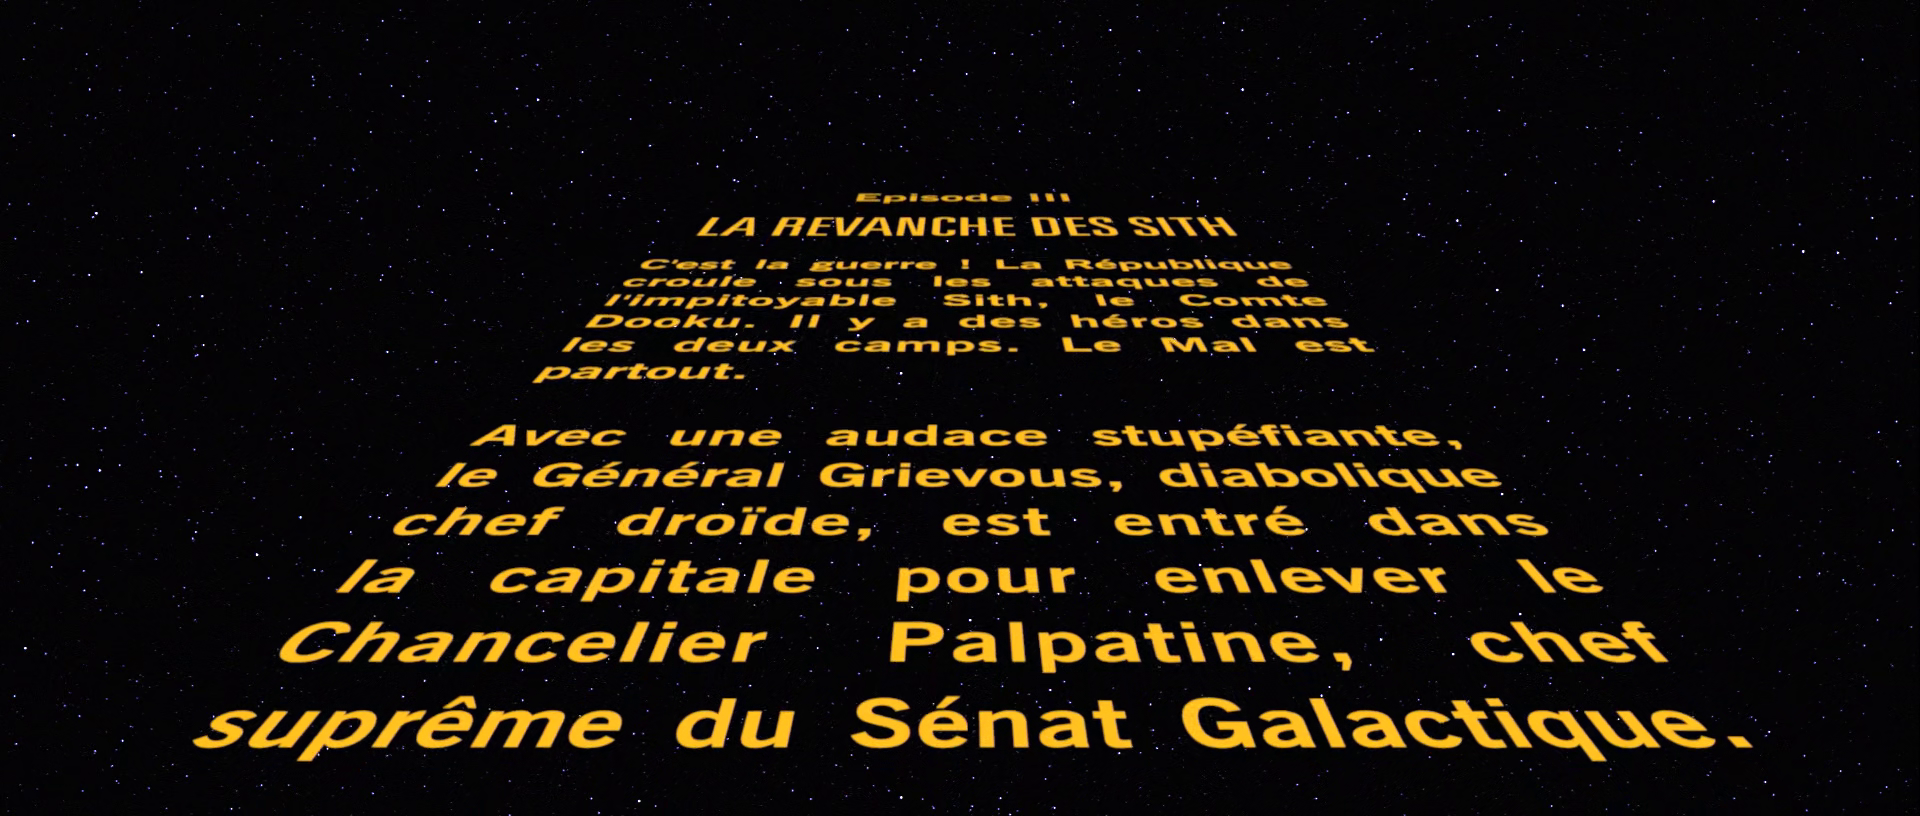 Episode III
LA REVANCHE DES SITH
C'est la guerre ! La République
croule sous les attaques de
l'impitoyable Sith, le Comte
Dooku. Il y a des héros dans
les deux camps. Le Mal est
partout.
Avec une audace stupéfiante,
le Général Grievous, diabolique
chef droïde, est entré dans
la capitale pour enlever le
Chancelier Palpatine, chef
suprême du Sénat Galactique.